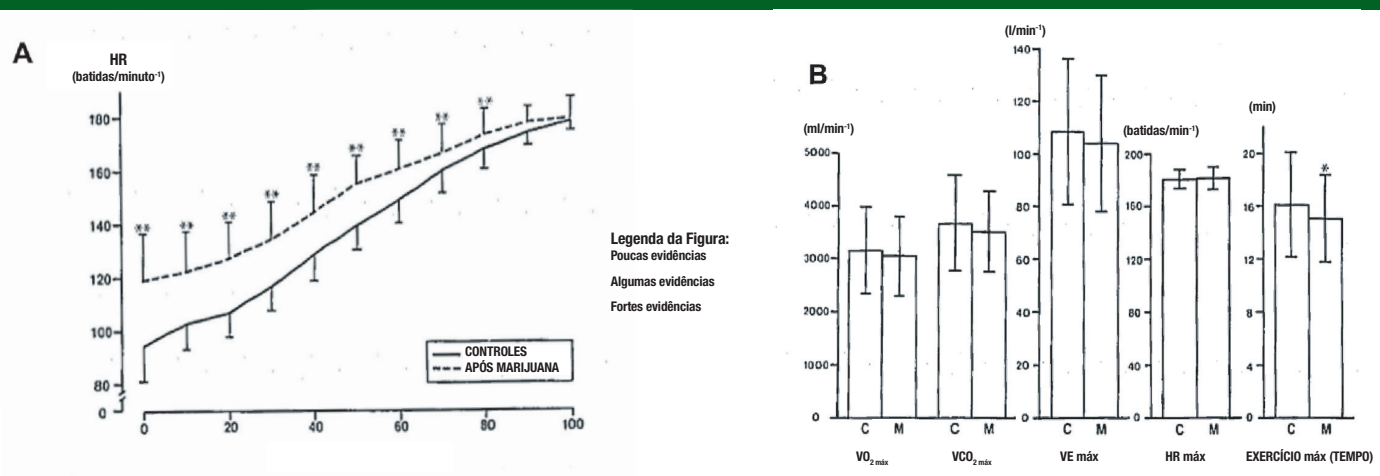 A
HR
(batidas/minuto⁻¹)
180
160
140
120
100
80
0
** ** ** ** ** ** ** ** **
CONTROLES
APÓS MARIJUANA
0 20 40 60 80 100
Legenda da Figura:
Poucas evidências
Algumas evidências
Fortes evidências
B
(ml/min⁻¹)
5000
4000
3000
2000
1000
0
C M C M
VO₂ máx
VCO₂ máx
(l/min⁻¹)
140
120
100
80
60
40
20
0
C M
VE máx
(batidas/min⁻¹)
200
160
120
80
40
0
C M
HR máx
(min)
20
16
12
8
4
0
*
C M
EXERCÍCIO máx (TEMPO)